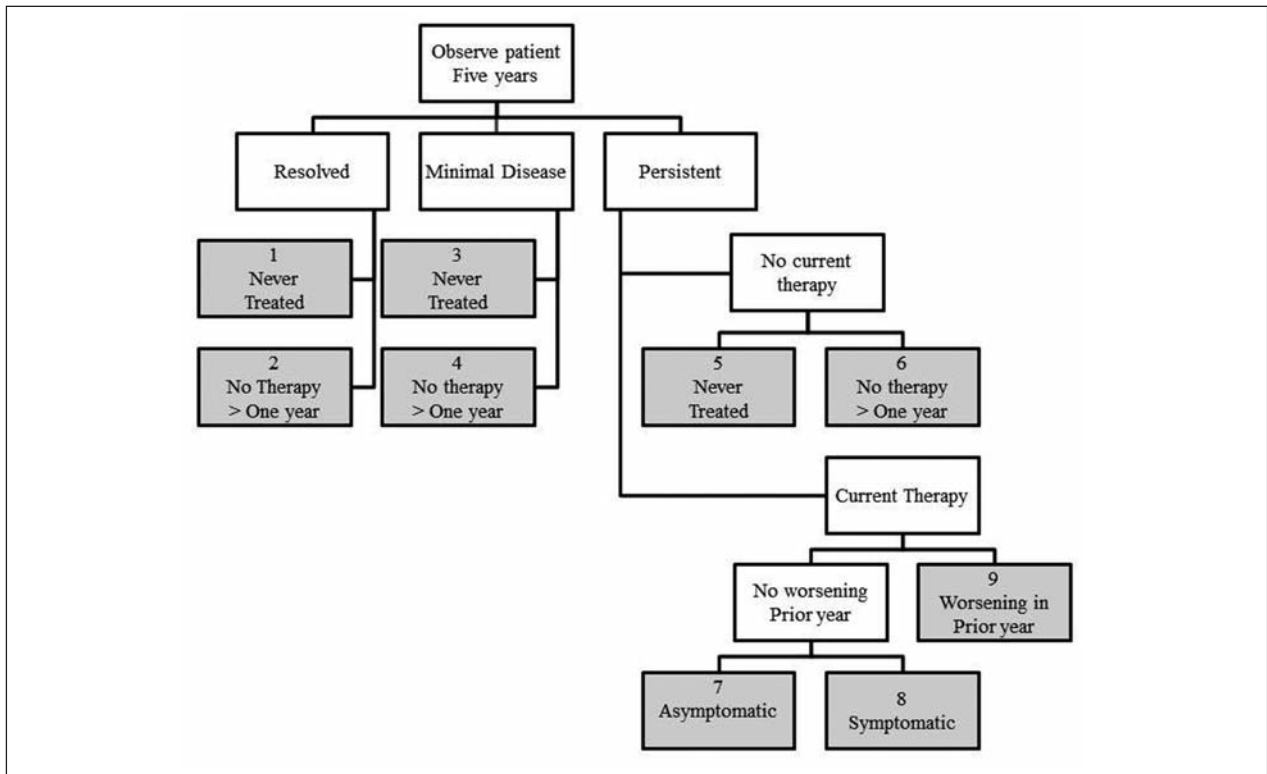 Observe patient
Five years
Resolved
Minimal Disease
Persistent
1
Never
Treated
3
Never
Treated
No current
therapy
2
No Therapy
> One year
4
No therapy
> One year
5
Never
Treated
6
No therapy
> One year
Current Therapy
No worsening
Prior year
9
Worsening in
Prior year
7
Asymptomatic
8
Symptomatic